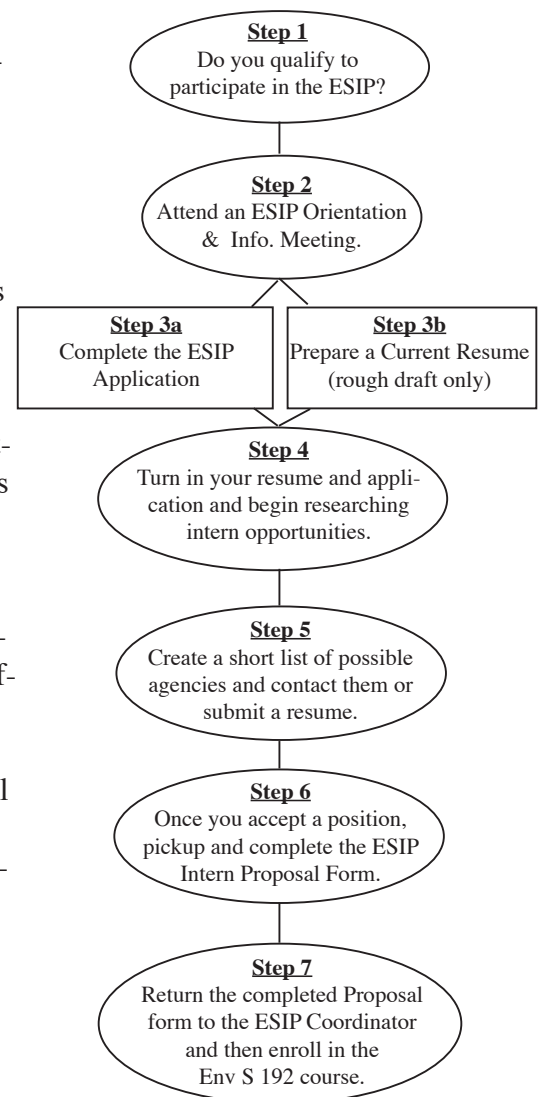 Step 1
Do you qualify to
participate in the ESIP?
Step 2
Attend an ESIP Orientation
& Info. Meeting.
s
Step 3a
Complete the ESIP
Application
Step 3b
Prepare a Current Resume
(rough draft only)
-
s
Step 4
Turn in your resume and appli-
cation and begin researching
intern opportunities.
-
f-
Step 5
Create a short list of possible
agencies and contact them or
submit a resume.
l
-
Step 6
Once you accept a position,
pickup and complete the ESIP
Intern Proposal Form.
Step 7
Return the completed Proposal
form to the ESIP Coordinator
and then enroll in the
Env S 192 course.